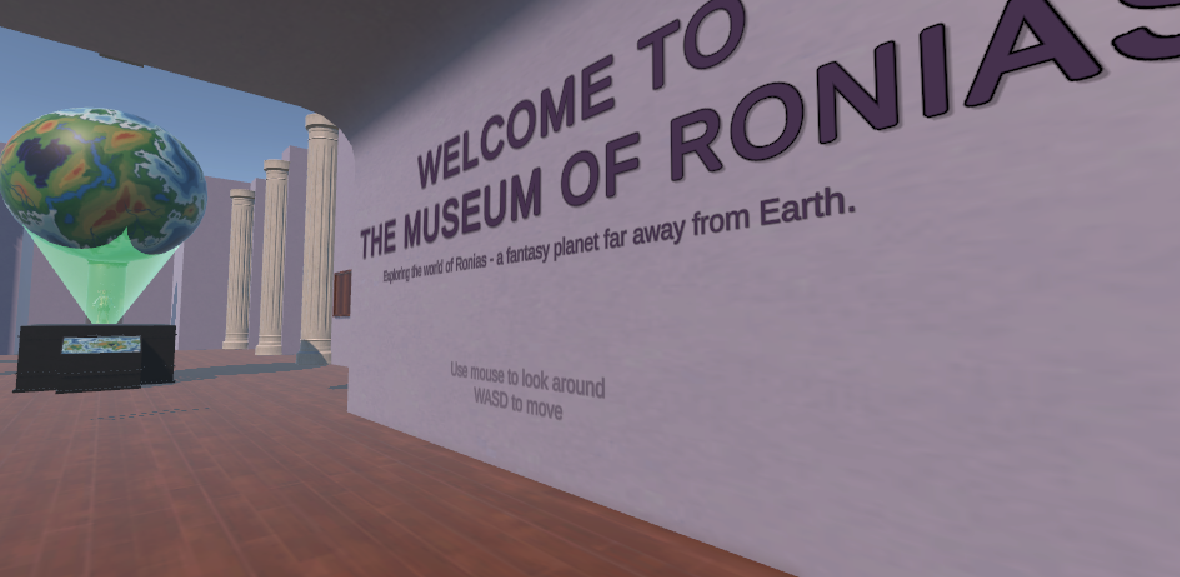 WELCOME TO
THE MUSEUM OF RONIAS
Exploring the world of Ronias - a fantasy planet far away from Earth.
Use mouse to look around
WASD to move